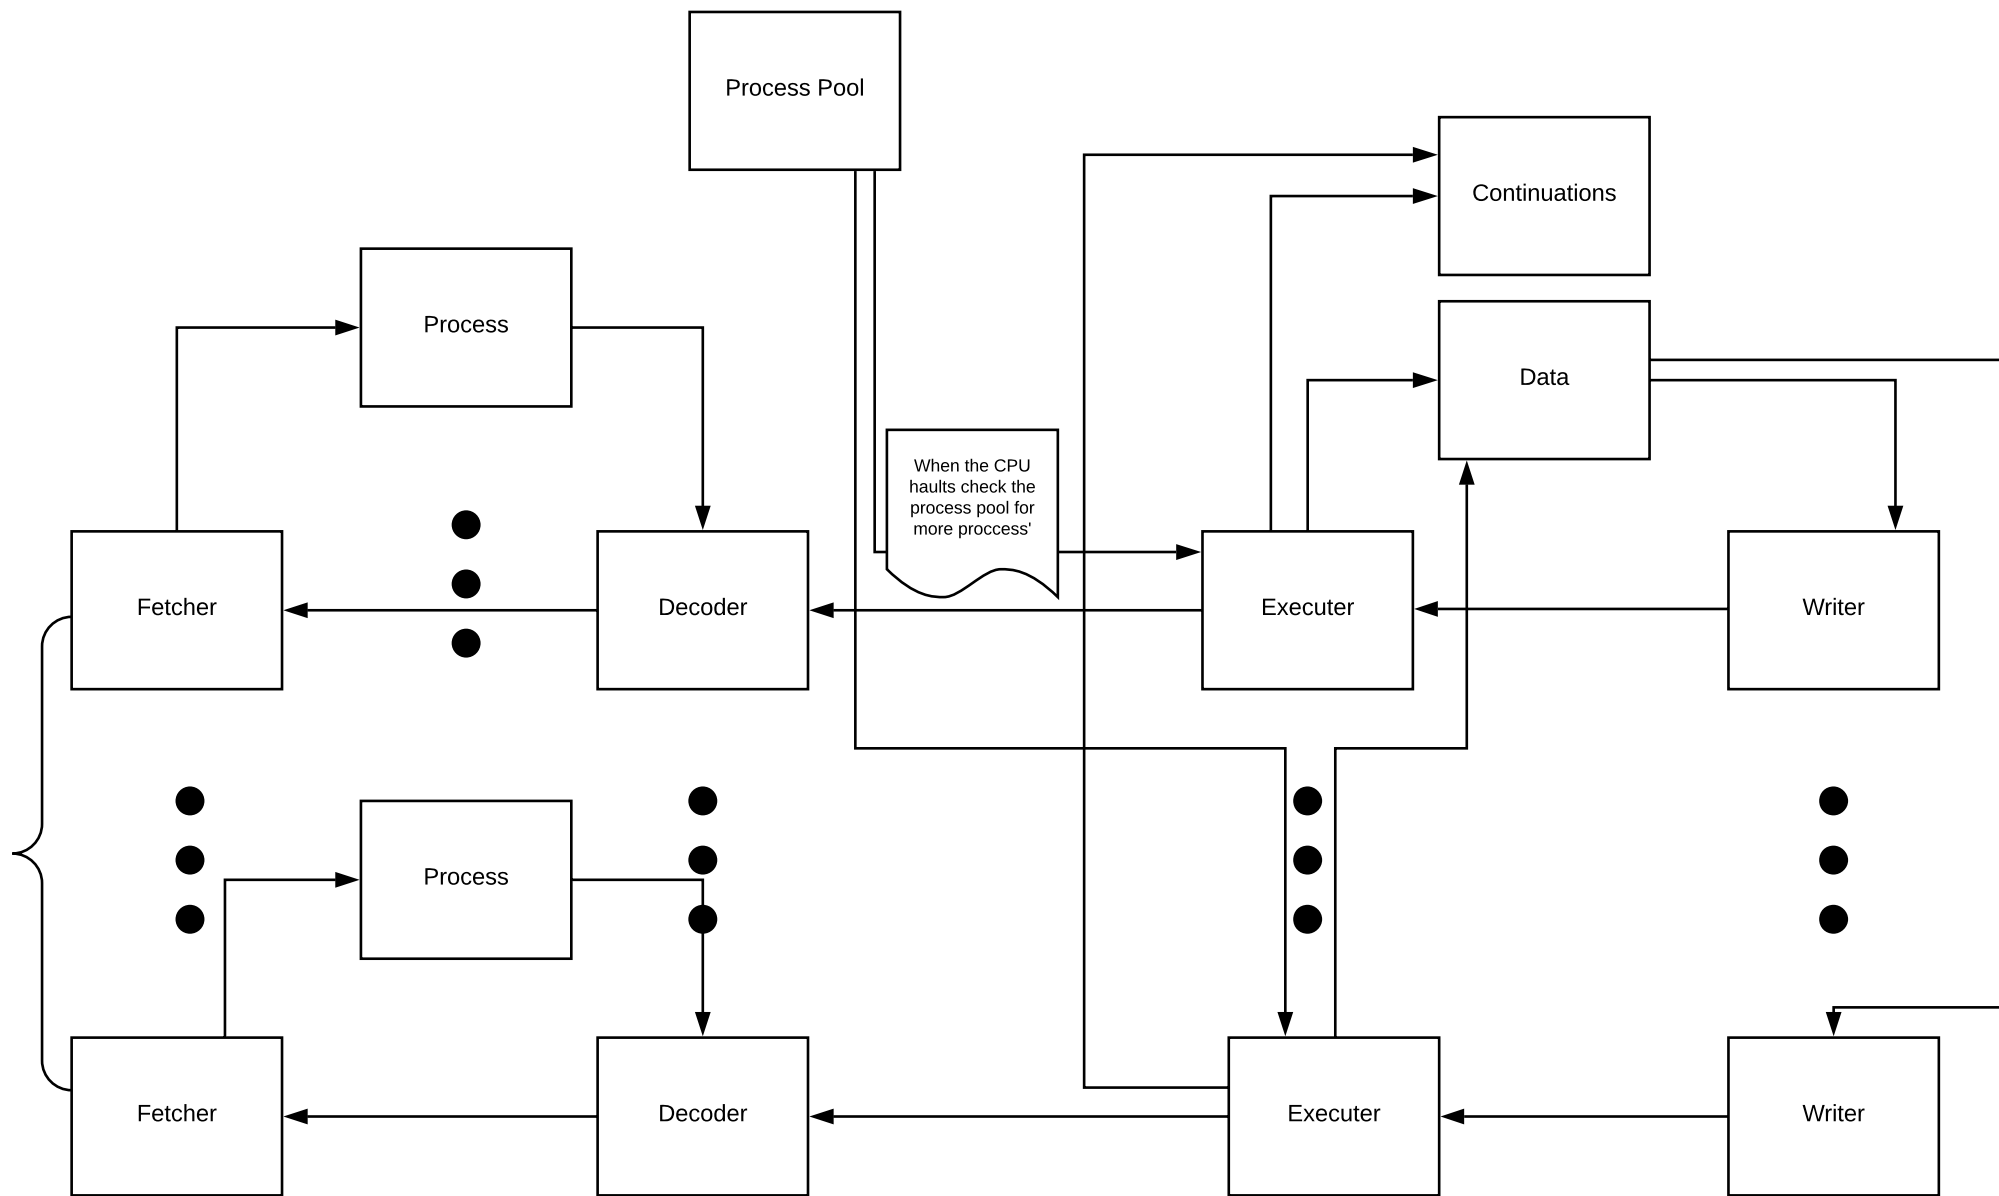 Process Pool
Continuations
Process
Data
When the CPU
haults check the
process pool for
more proccess'
Fetcher
Decoder
Executer
Writer
Process
Fetcher
Decoder
Executer
Writer